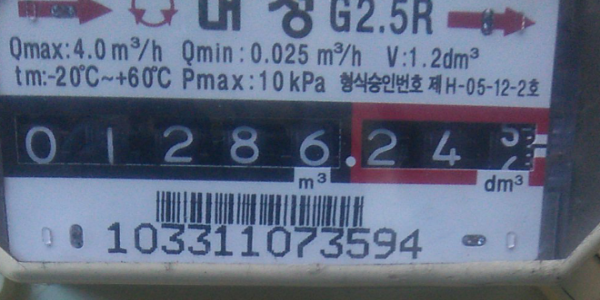 대성 G2.5R
Qmax:4.0m³/h Qmin:0.025m³/h V:1.2dm³
tm:-20℃~+60℃ Pmax:10kPa 형식승인번호 제H-05-12-2호
01286.24
m³ dm³
103311073594